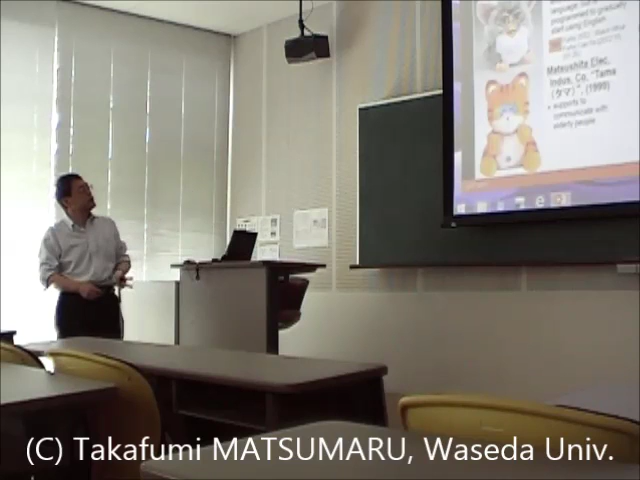 programmed to gradually
start using English
Matsushita Elec.
Indus. Co. "Tama
(タマ)", (1999)
• supports to
communicate with
elderly people
(C) Takafumi MATSUMARU, Waseda Univ.